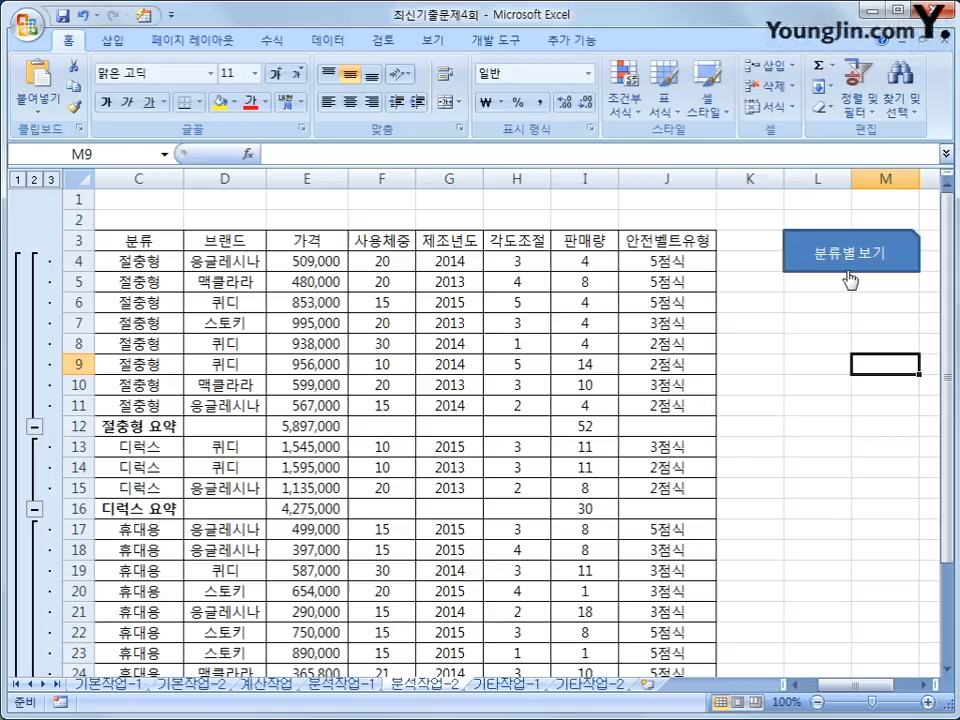 최신기출문제4회 - Microsoft Excel
YoungJin.com Y.
홈 삽입 페이지 레이아웃 수식 데이터 검토 보기 개발 도구 추가 기능
붙여넣기 맑은 고딕 11 가 가 일반 조건부 서식 표 서식 셀 스타일 삽입 삭제 서식 Σ 정렬 및 필터 찾기 및 선택
가 가 가 가 ₩ % ,
클립보드 글꼴 맞춤 표시 형식 스타일 셀 편집
M9 fx
1 2 3 C D E F G H I J K L M
1
2
3 분류 브랜드 가격 사용체중 제조년도 각도조절 판매량 안전벨트유형
분류별 보기
4 절충형 응글레시나 509,000 20 2014 3 4 5점식
5 절충형 맥클라라 480,000 20 2013 4 8 5점식
6 절충형 퀴디 853,000 15 2015 5 4 5점식
7 절충형 스토키 995,000 20 2013 3 4 3점식
8 절충형 퀴디 938,000 30 2014 1 4 2점식
9 절충형 퀴디 956,000 10 2014 5 14 2점식
10 절충형 맥클라라 599,000 20 2013 3 10 3점식
11 절충형 응글레시나 567,000 15 2014 2 4 2점식
12 절충형 요약 5,897,000 52
13 디럭스 퀴디 1,545,000 10 2015 3 11 3점식
14 디럭스 퀴디 1,595,000 10 2013 3 11 2점식
15 디럭스 응글레시나 1,135,000 20 2013 2 8 2점식
16 디럭스 요약 4,275,000 30
17 휴대용 응글레시나 499,000 15 2015 3 8 5점식
18 휴대용 응글레시나 397,000 15 2015 4 8 3점식
19 휴대용 퀴디 587,000 30 2014 3 11 3점식
20 휴대용 스토키 654,000 20 2015 4 1 3점식
21 휴대용 응글레시나 290,000 15 2014 2 18 3점식
22 휴대용 스토키 750,000 15 2015 3 8 5점식
23 휴대용 스토키 890,000 15 2015 1 1 5점식
24 휴대용 맥클라라 365,800 21 2014 3 10 5점식
기본작업-1 기본작업-2 계산작업 분석작업-1 분석작업-2 기타작업-1 기타작업-2
준비 100%